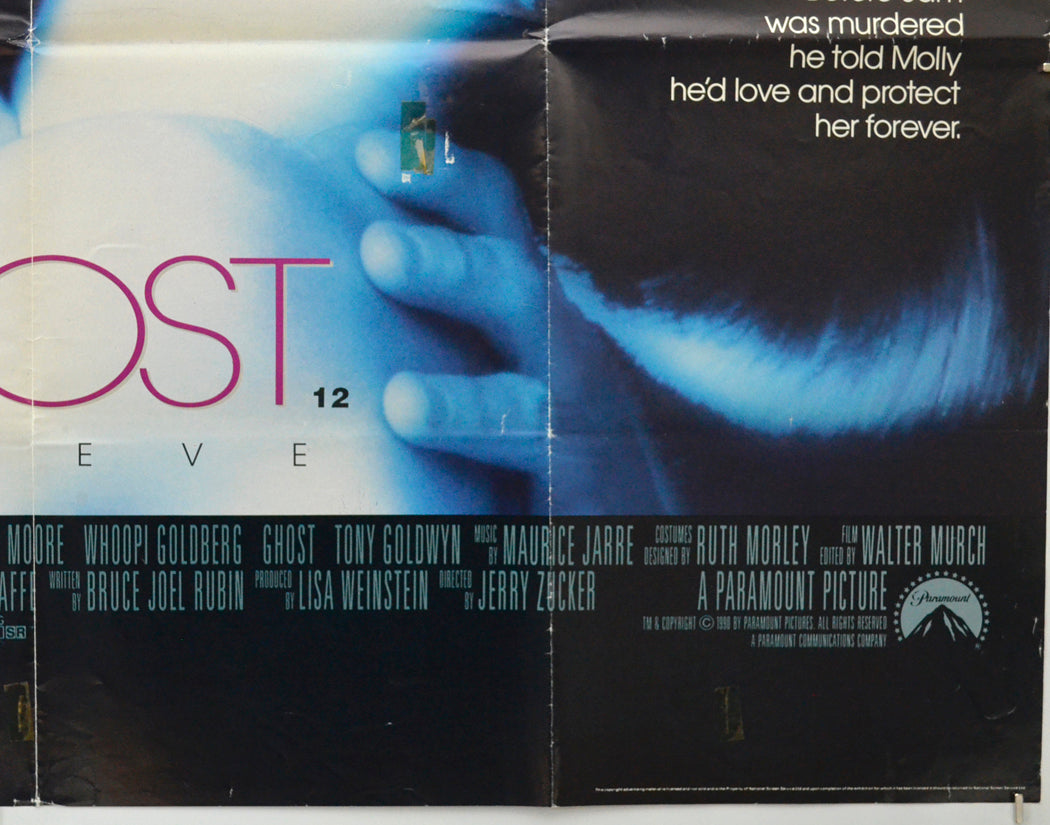 was murdered
he told Molly
he'd love and protect
her forever.
OST
12
E V E
MOORE WHOOPI GOLDBERG GHOST TONY GOLDWYN MUSIC BY MAURICE JARRE COSTUMES DESIGNED BY RUTH MORLEY FILM EDITED BY WALTER MURCH
WRITTEN BY BRUCE JOEL RUBIN PRODUCED BY LISA WEINSTEIN DIRECTED BY JERRY ZUCKER A PARAMOUNT PICTURE
Paramount
SR
TM & COPYRIGHT © 1990 BY PARAMOUNT PICTURES. ALL RIGHTS RESERVED
A PARAMOUNT COMMUNICATIONS COMPANY